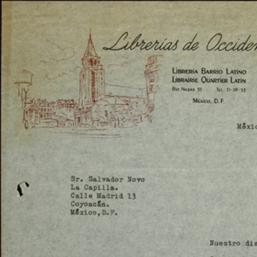 Librerías de Occiden
LIBRERÍA BARRIO LATINO
LIBRAIRIE QUARTIER LATIN
MÉXICO, D. F.
Méxic
Sr. Salvador Novo
La Capilla.
Calle Madrid 13
Coyoacán.
México,D.F.
Nuestro dis